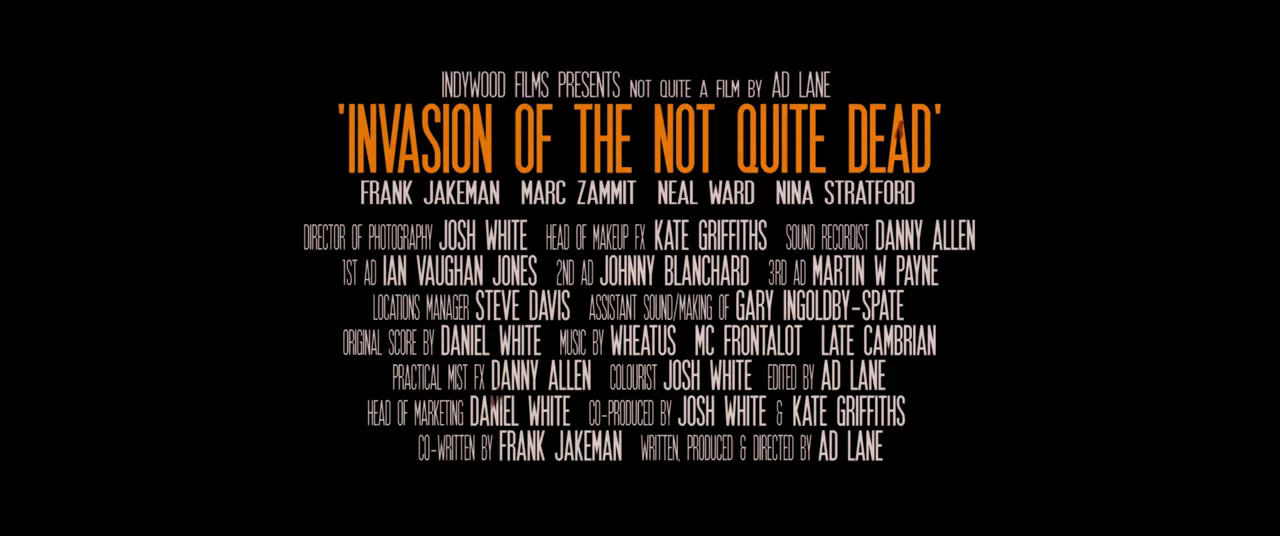 INDYWOOD FILMS PRESENTS NOT QUITE A FILM BY AD LANE
'INVASION OF THE NOT QUITE DEAD'
FRANK JAKEMAN MARC ZAMMIT NEAL WARD NINA STRATFORD
DIRECTOR OF PHOTOGRAPHY JOSH WHITE HEAD OF MAKEUP FX KATE GRIFFITHS SOUND RECORDIST DANNY ALLEN
1ST AD IAN VAUGHAN JONES 2ND AD JOHNNY BLANCHARD 3RD AD MARTIN W PAYNE
LOCATIONS MANAGER STEVE DAVIS ASSISTANT SOUND/MAKING OF GARY INGOLDBY-SPATE
ORIGINAL SCORE BY DANIEL WHITE MUSIC BY WHEATUS MC FRONTALOT LATE CAMBRIAN
PRACTICAL MIST FX DANNY ALLEN COLOURIST JOSH WHITE EDITED BY AD LANE
HEAD OF MARKETING DANIEL WHITE CO-PRODUCED BY JOSH WHITE & KATE GRIFFITHS
CO-WRITTEN BY FRANK JAKEMAN WRITTEN, PRODUCED & DIRECTED BY AD LANE